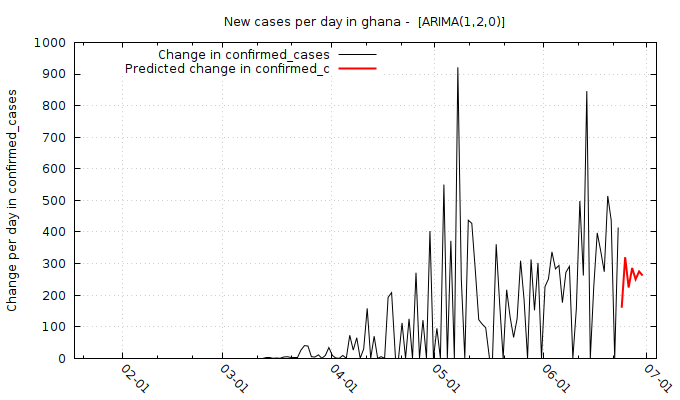 New cases per day in ghana -  [ARIMA(1,2,0)]
Change in confirmed_cases
Predicted change in confirmed_c
Change per day in confirmed_cases
1000
900
800
700
600
500
400
300
200
100
0
02-01 03-01 04-01 05-01 06-01 07-01